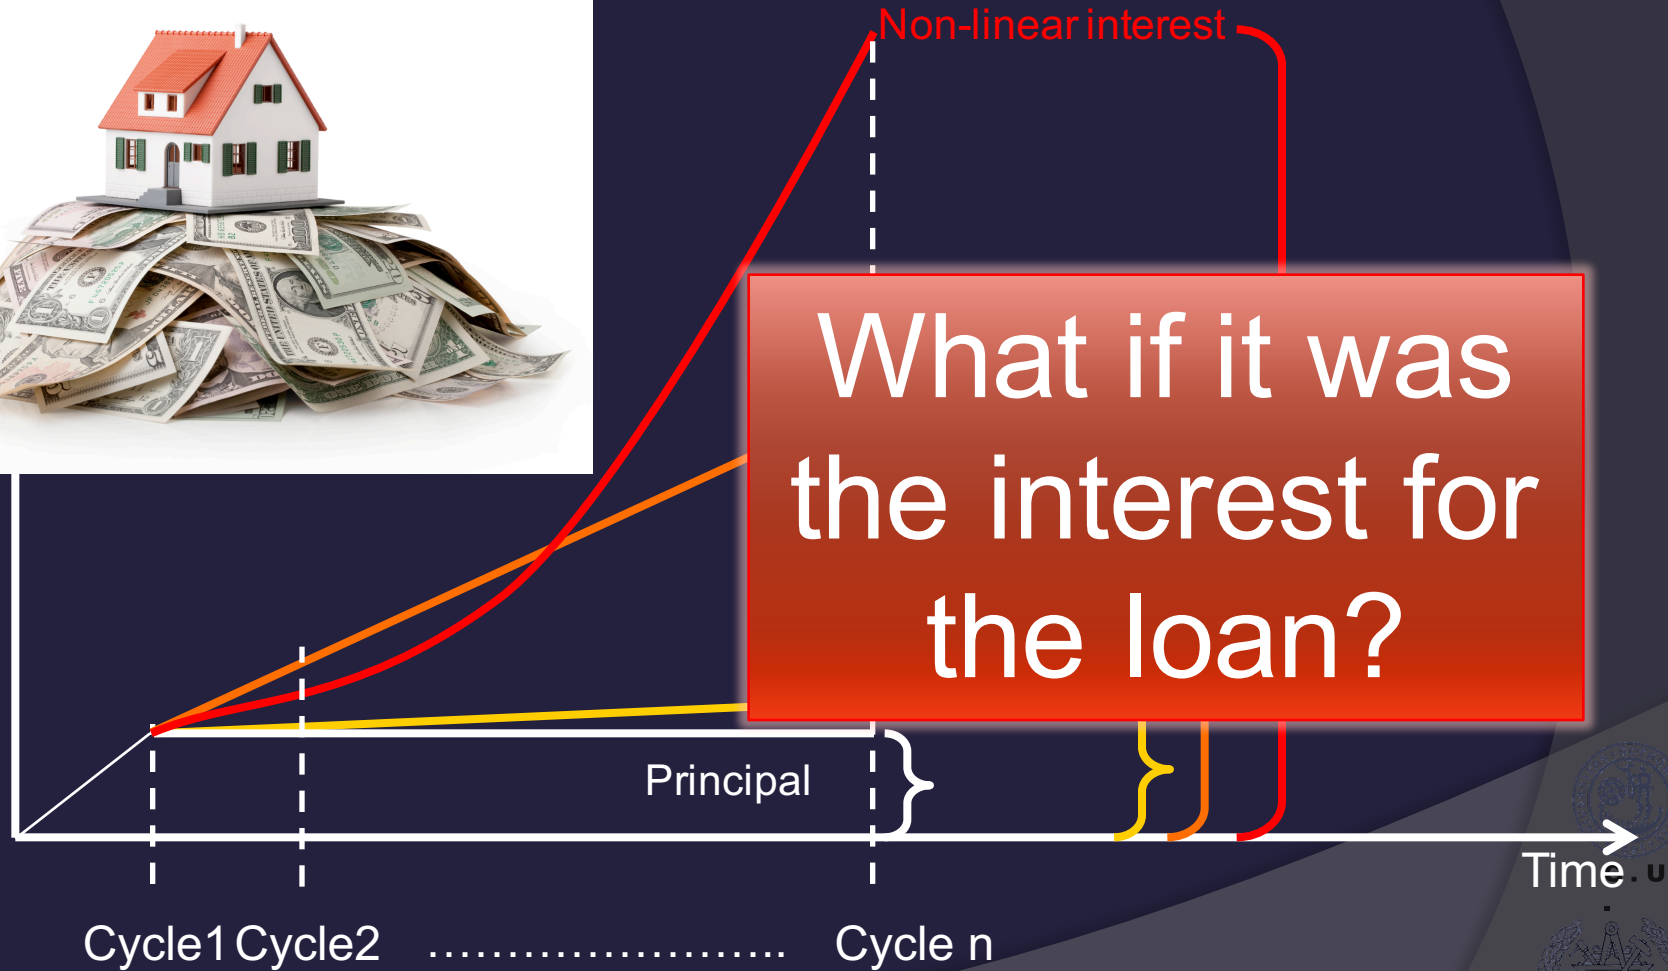 Non-linear interest
What if it was
the interest for
the loan?
Principal
Time
Cycle1 Cycle2 ........................ Cycle n